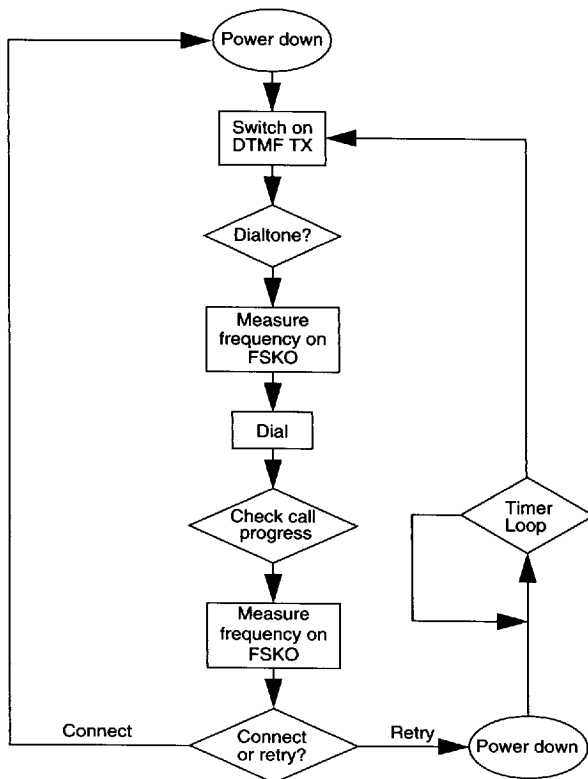 Power down
Switch on
DTMF TX
Dialtone?
Measure
frequency on
FSKO
Dial
Check call
progress
Timer
Loop
Measure
frequency on
FSKO
Connect
Connect
or retry?
Retry
Power down